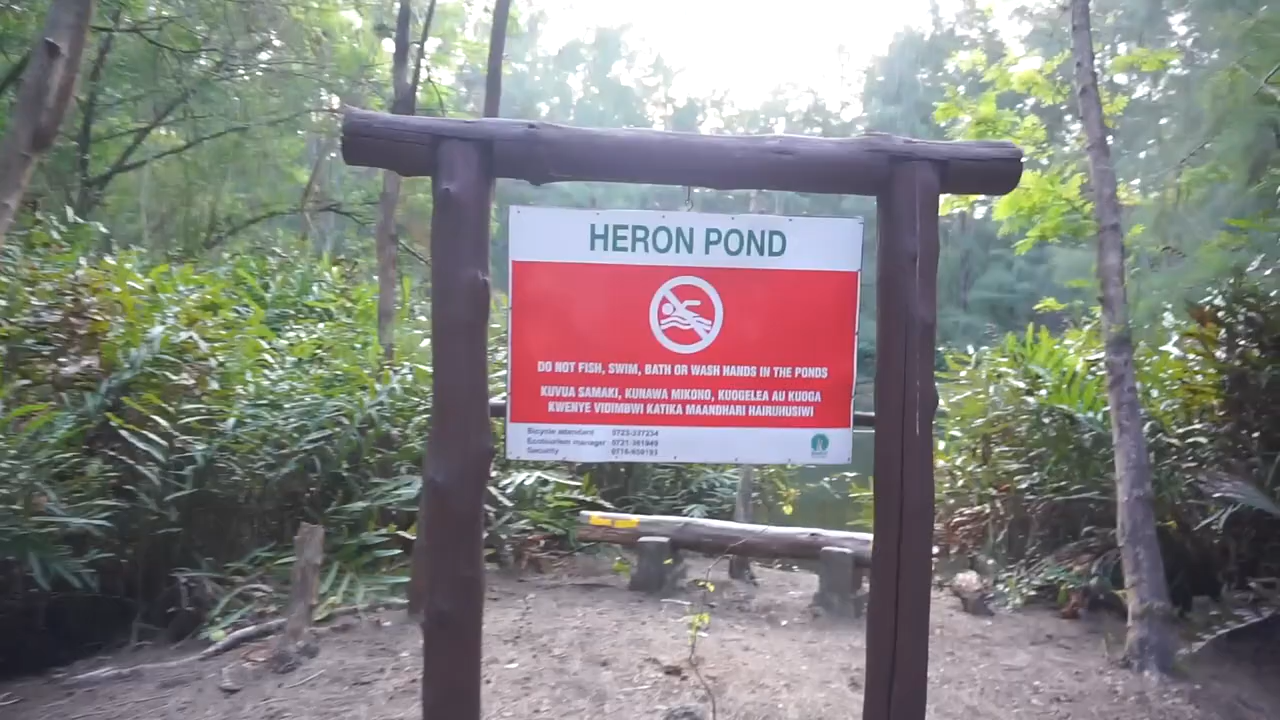 HERON POND
DO NOT FISH, SWIM, BATH OR WASH HANDS IN THE PONDS
KUVUA SAMAKI, KUNAWA MIKONO, KUOGELEA AU KUOGA
KWENYE VIDIMBWI KATIKA MAANDHARI HAIRUHUSIWI
Bicycle attendant
Ecotourism manager
Security